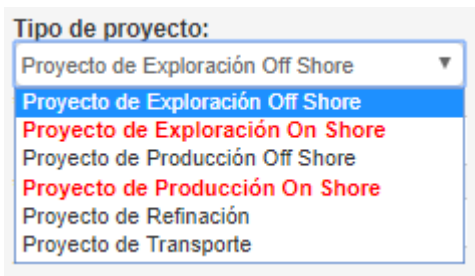 Tipo de proyecto:
Proyecto de Exploración Off Shore
Proyecto de Exploración Off Shore
Proyecto de Exploración On Shore
Proyecto de Producción Off Shore
Proyecto de Producción On Shore
Proyecto de Refinación
Proyecto de Transporte